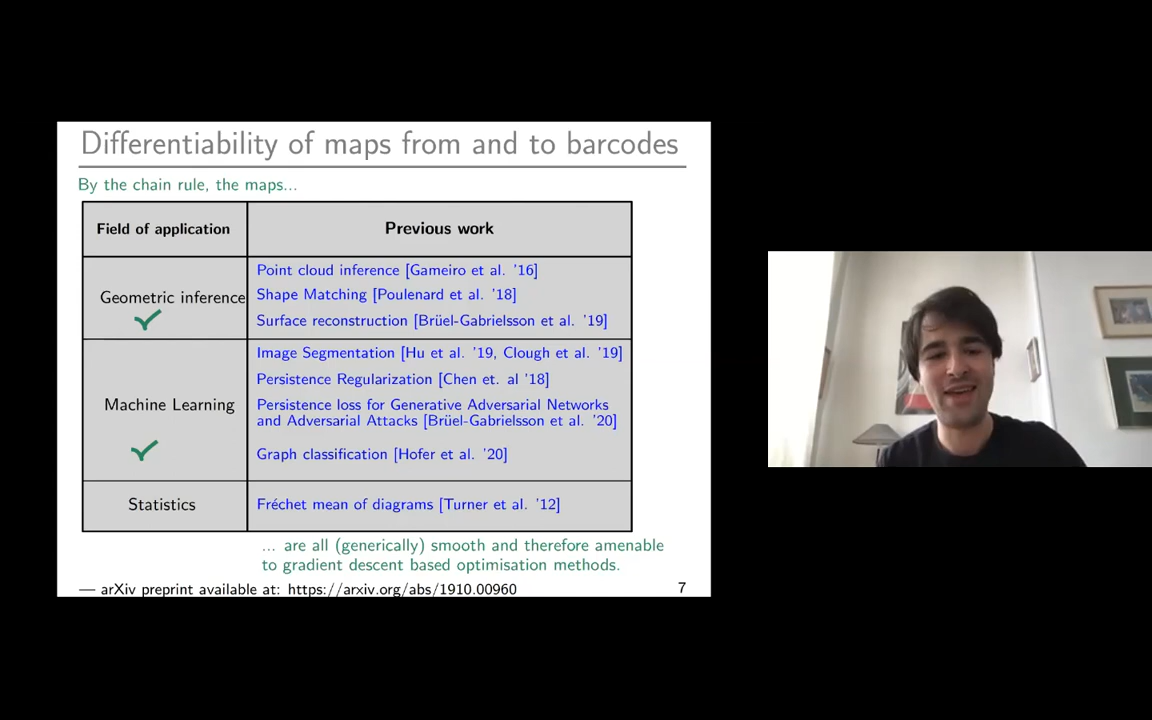 Differentiability of maps from and to barcodes
By the chain rule, the maps...
Field of application
Previous work
Geometric inference
Point cloud inference [Gameiro et al. '16]
Shape Matching [Poulenard et al. '18]
Surface reconstruction [Brüel-Gabrielsson et al. '19]
Machine Learning
Image Segmentation [Hu et al. '19, Clough et al. '19]
Persistence Regularization [Chen et. al '18]
Persistence loss for Generative Adversarial Networks
and Adversarial Attacks [Brüel-Gabrielsson et al. '20]
Graph classification [Hofer et al. '20]
Statistics
Fréchet mean of diagrams [Turner et al. '12]
... are all (generically) smooth and therefore amenable
to gradient descent based optimisation methods.
— arXiv preprint available at: https://arxiv.org/abs/1910.00960
7